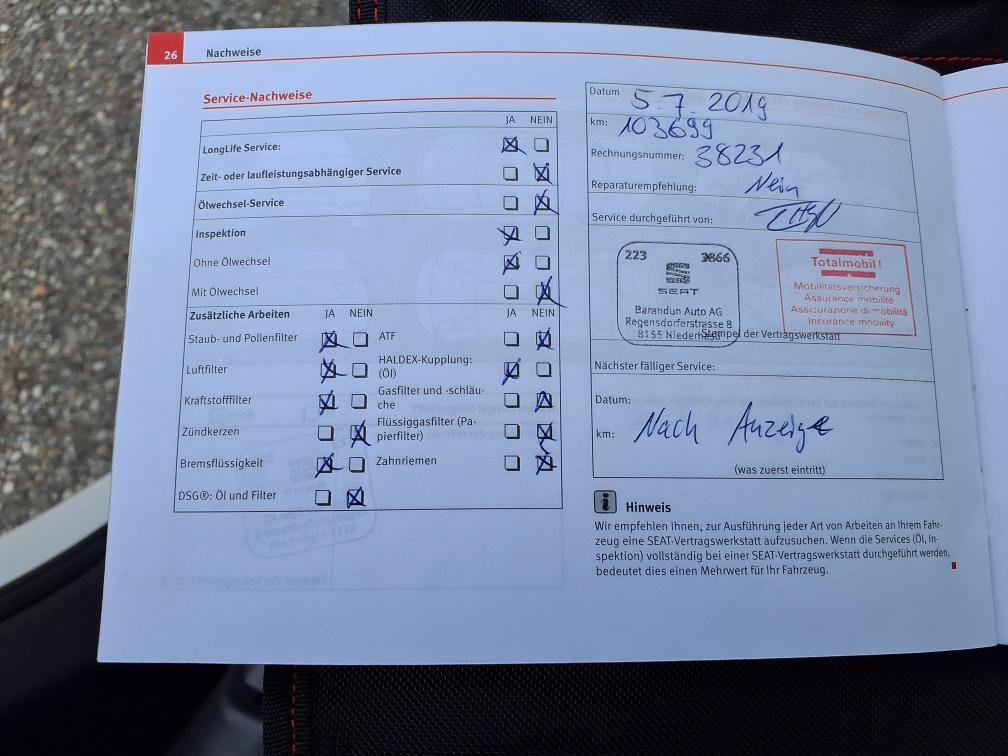 26 Nachweise
Service-Nachweise
JA NEIN
LongLife Service:
Zeit- oder laufleistungsabhängiger Service
Ölwechsel-Service
Inspektion
Ohne Ölwechsel
Mit Ölwechsel
Zusätzliche Arbeiten JA NEIN JA NEIN
Staub- und Pollenfilter ATF
Luftfilter HALDEX-Kupplung:
(Öl)
Kraftstofffilter Gasfilter und -schläu-
che
Zündkerzen Flüssiggasfilter (Pa-
pierfilter)
Bremsflüssigkeit Zahnriemen
DSG®: Öl und Filter
Datum 5.7.2019
km: 103699
Rechnungsnummer: 38231
Reparaturempfehlung: Nein
Service durchgeführt von:
223 3866
SEAT
Barandun Auto AG
Regensdorferstrasse 8
8155
Totalmobil!
Mobilitätsversicherung
Assurance mobilité
Assicurazione di mobilità
Insurance mobility
Stempel der Vertragswerkstatt
Nächster fälliger Service:
Datum:
km: Nach Anzeige
(was zuerst eintritt)
i Hinweis
Wir empfehlen Ihnen, zur Ausführung jeder Art von Arbeiten an Ihrem Fahr-
zeug eine SEAT-Vertragswerkstatt aufzusuchen. Wenn die Services (Öl, In-
spektion) vollständig bei einer SEAT-Vertragswerkstatt durchgeführt werden,
bedeutet dies einen Mehrwert für Ihr Fahrzeug.